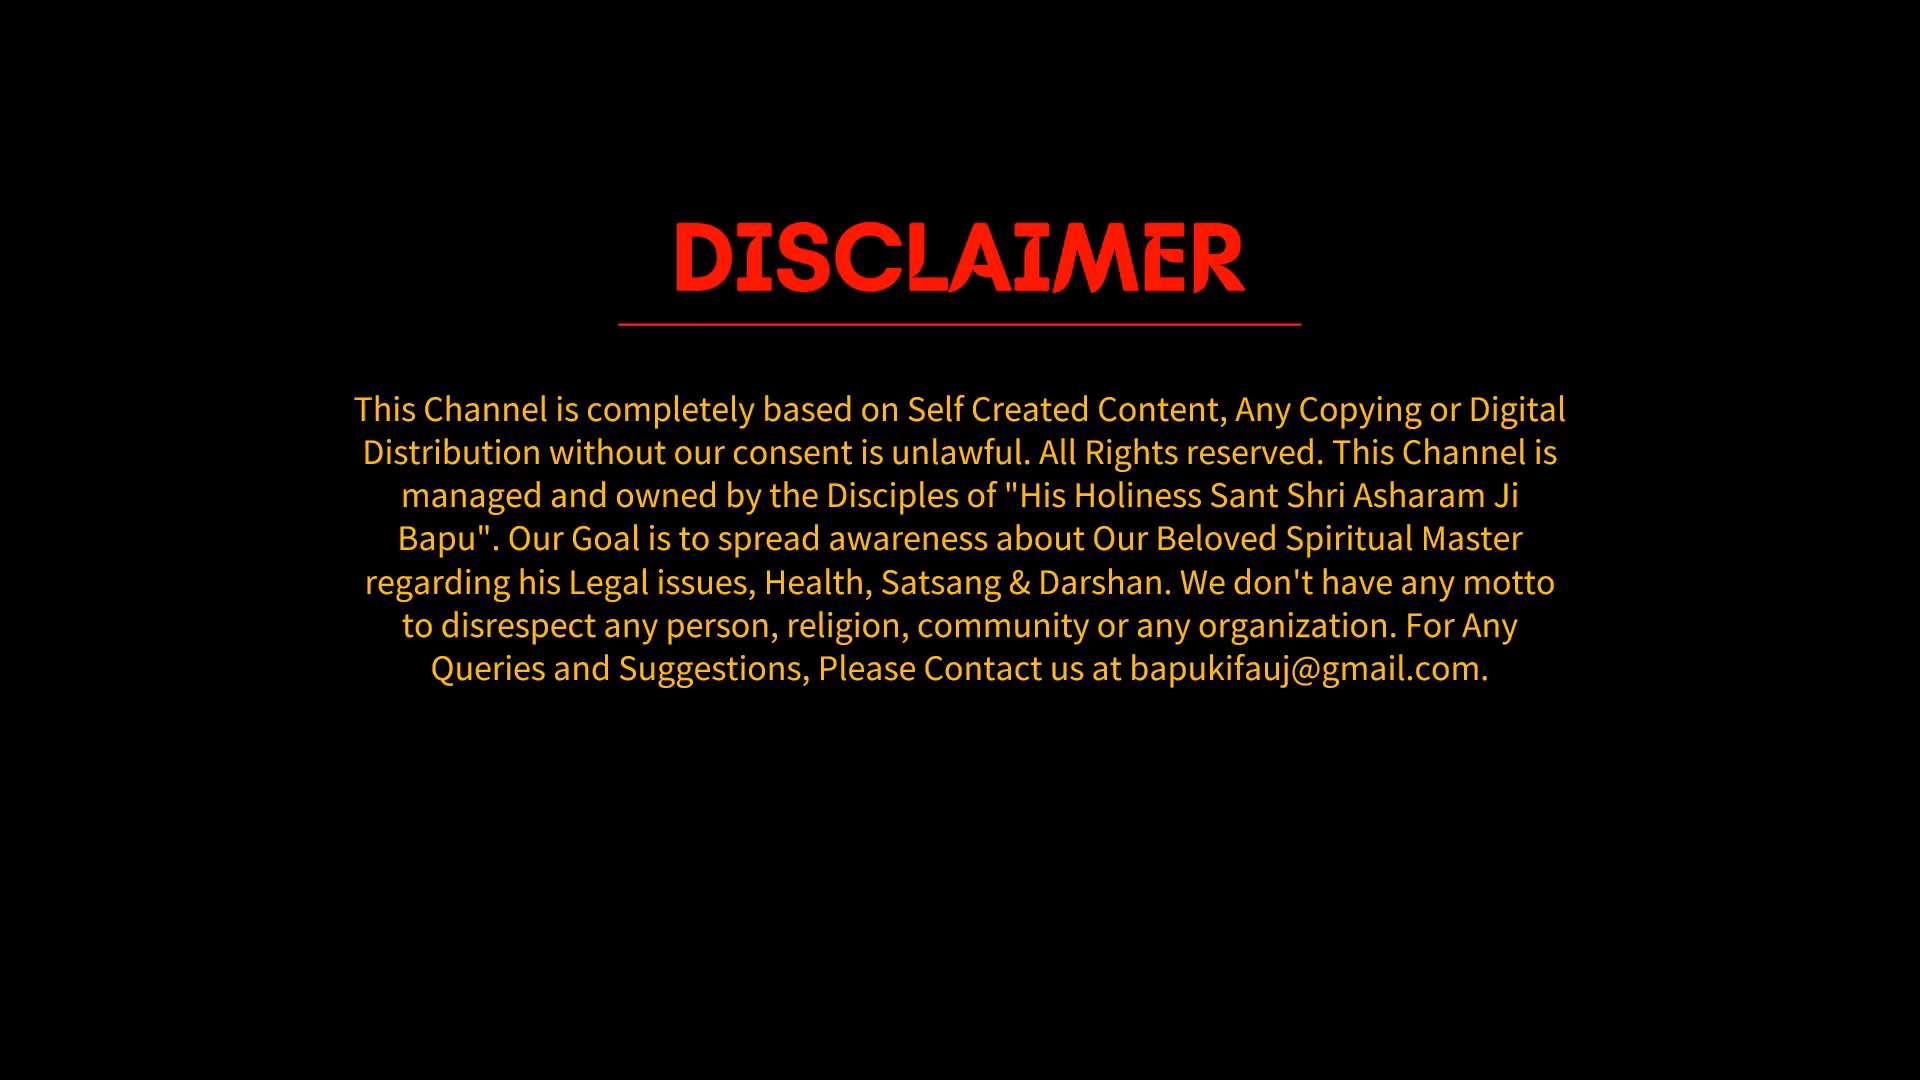 DISCLAIMER
This Channel is completely based on Self Created Content, Any Copying or Digital
Distribution without our consent is unlawful. All Rights reserved. This Channel is
managed and owned by the Disciples of "His Holiness Sant Shri Asharam Ji
Bapu". Our Goal is to spread awareness about Our Beloved Spiritual Master
regarding his Legal issues, Health, Satsang & Darshan. We don't have any motto
to disrespect any person, religion, community or any organization. For Any
Queries and Suggestions, Please Contact us at bapukifauj@gmail.com.